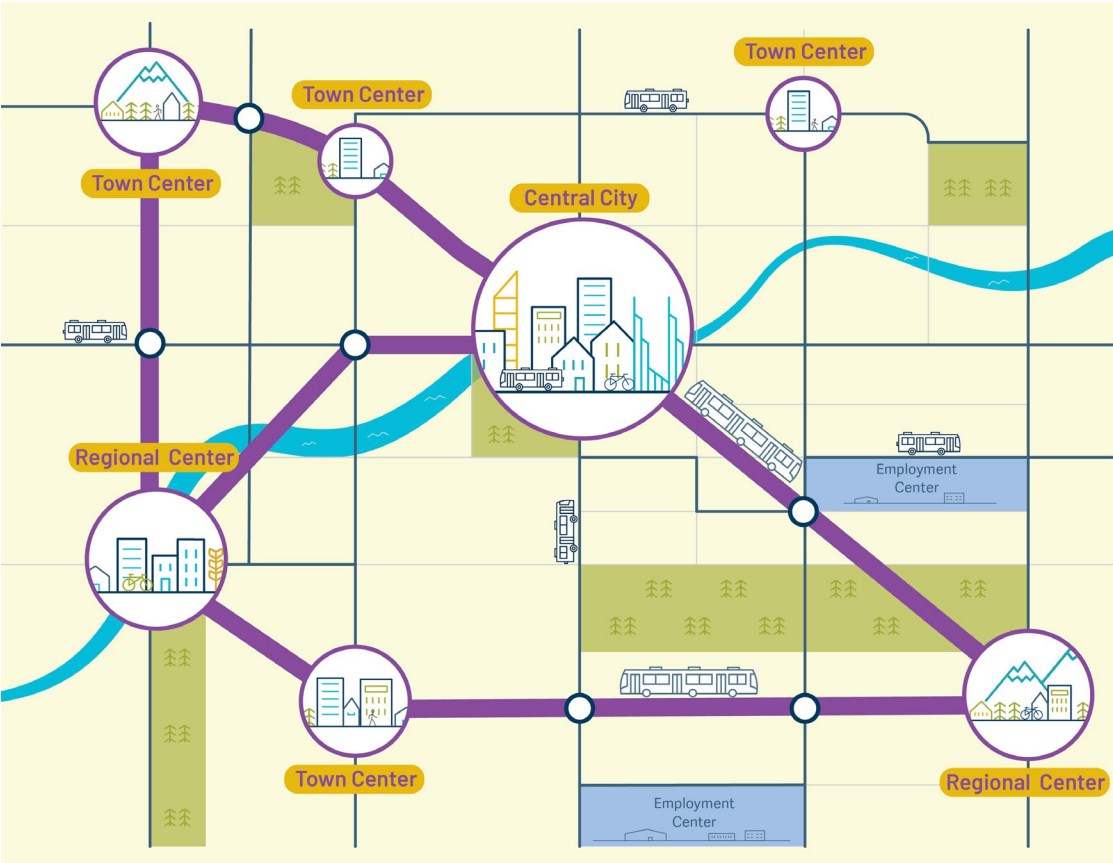 Town Center
Town Center
Town Center
Central City
Regional Center
Employment
Center
Town Center
Regional Center
Employment
Center